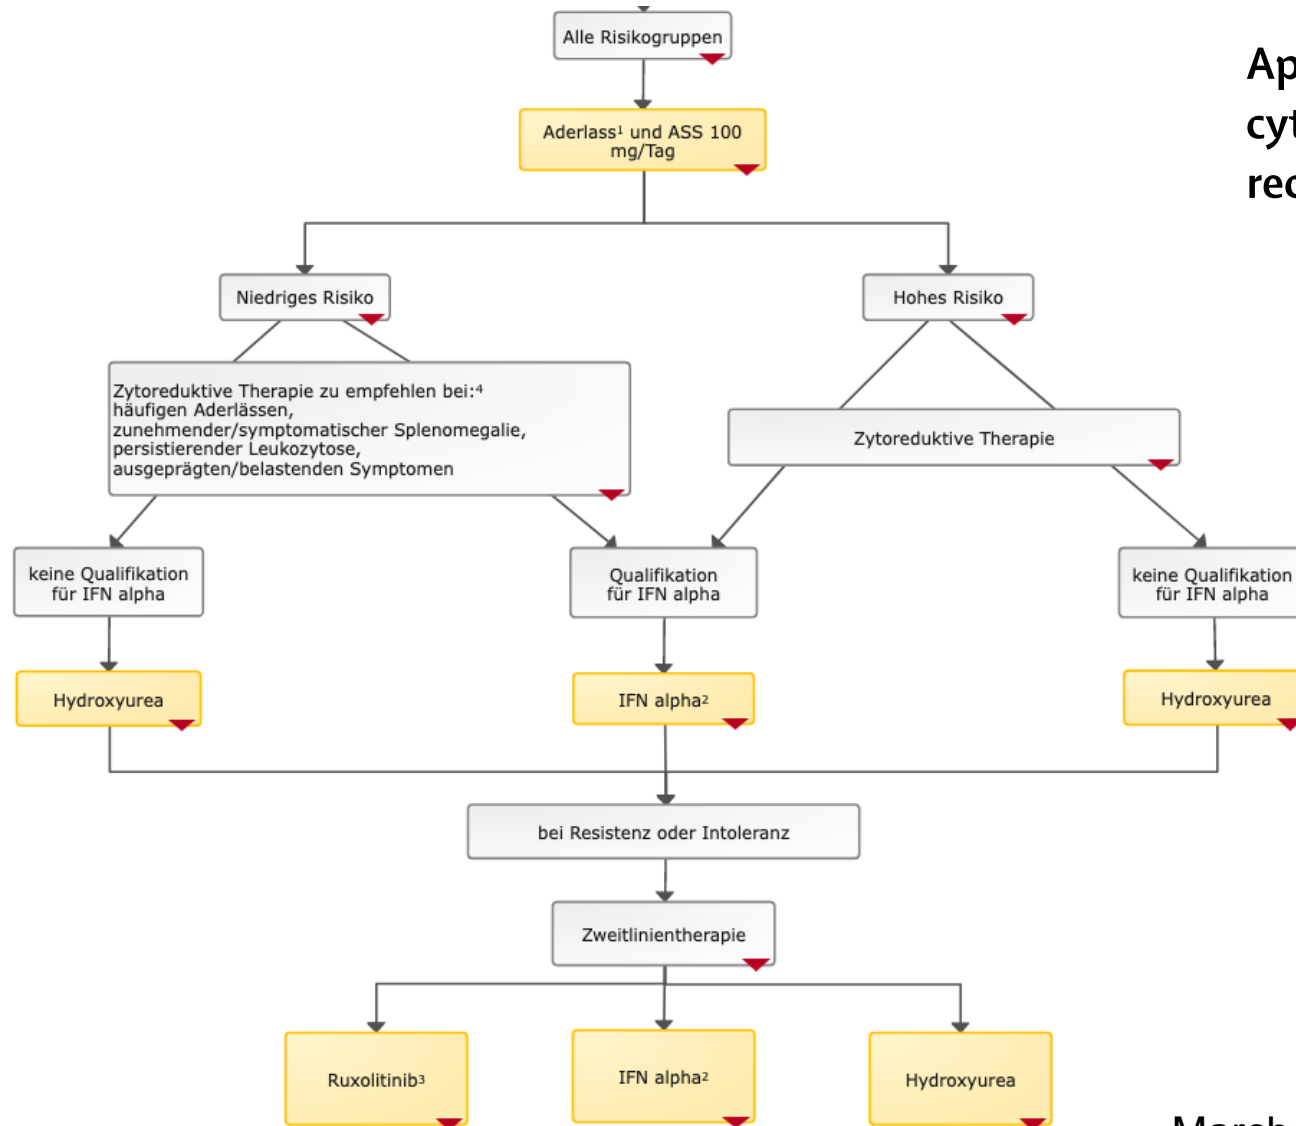 Alle Risikogruppen
Aderlass¹ und ASS 100
mg/Tag
Niedriges Risiko
Hohes Risiko
Zytoreduktive Therapie zu empfehlen bei:⁴
häufigen Aderlässen,
zunehmender/symptomatischer Splenomegalie,
persistierender Leukozytose,
ausgeprägten/belastenden Symptomen
Zytoreduktive Therapie
keine Qualifikation
für IFN alpha
Qualifikation
für IFN alpha
keine Qualifikation
für IFN alpha
Hydroxyurea
IFN alpha²
Hydroxyurea
bei Resistenz oder Intoleranz
Zweitlinientherapie
Ruxolitinib³
IFN alpha²
Hydroxyurea
Ap
cyt
rec